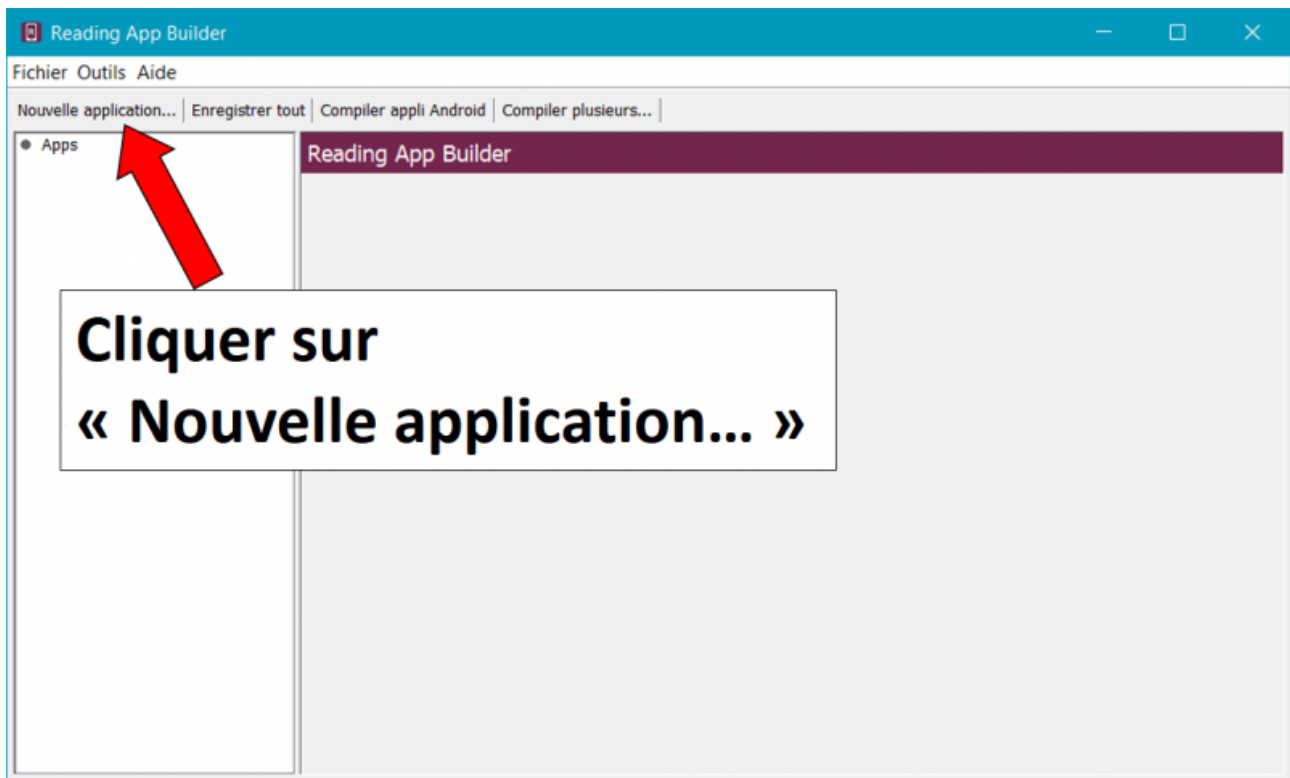 Reading App Builder
Fichier Outils Aide
Nouvelle application... Enregistrer tout Compiler appli Android Compiler plusieurs...
Apps
Reading App Builder
Cliquer sur
« Nouvelle application... »